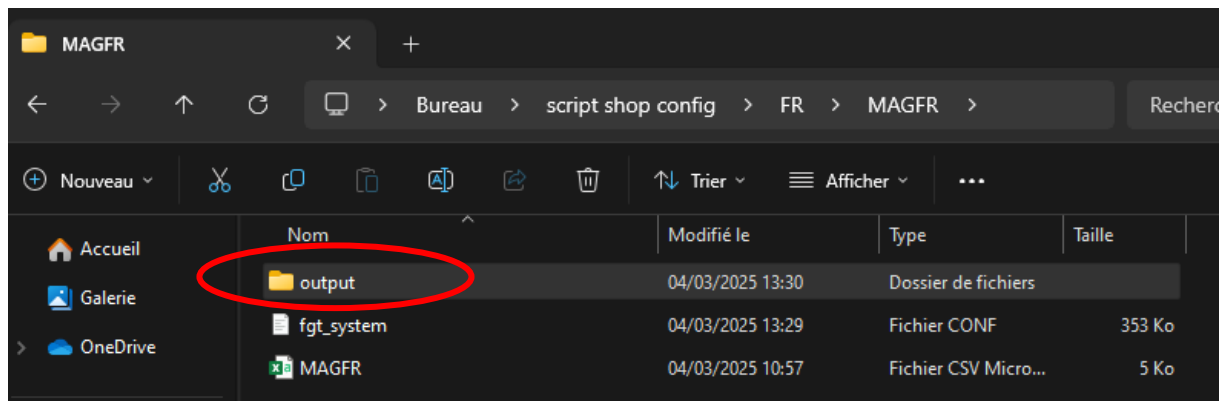 MAGFR
Bureau > script shop config > FR > MAGFR > Recherc
Nouveau Trier Afficher ...
Nom Modifié le Type Taille
Accueil
output 04/03/2025 13:30 Dossier de fichiers
Galerie
fgt_system 04/03/2025 13:29 Fichier CONF 353 Ko
OneDrive
MAGFR 04/03/2025 10:57 Fichier CSV Micro... 5 Ko